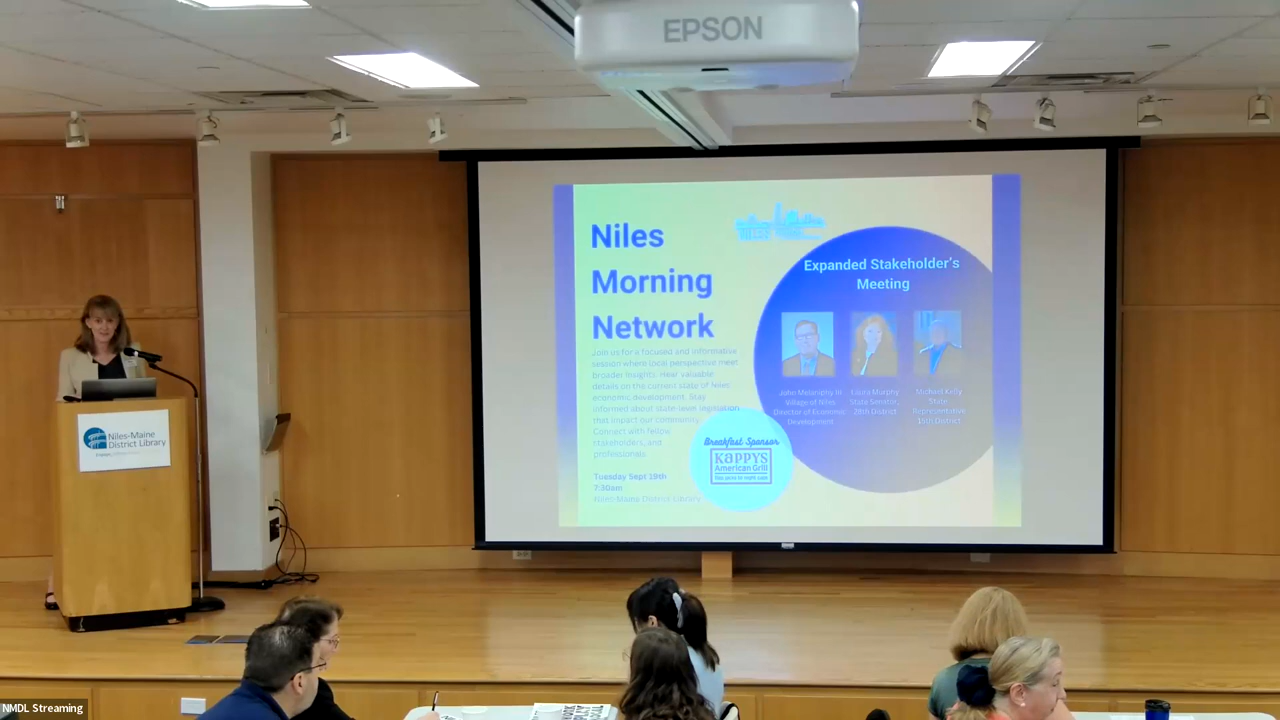 EPSON
Niles
Morning
Network
Join us for a focused and informative
session where local perspective meet
broader insights. Hear valuable
details on the current state of Niles'
economic development. Stay
informed about state-level legislation
that impact our community.
Connect with fellow
stakeholders, and
professionals.
Tuesday Sept 19th
7:30am
Niles-Maine District Library
Expanded Stakeholder's
Meeting
John Melaniphy III
Village of Niles
Director of Economic
Development
Laura Murphy
State Senator,
28th District
Michael Kelly
State
Representative
15th District
Breakfast Sponsor
KAPPYS
American Grill
Niles-Maine
District Library
NMDL Streaming